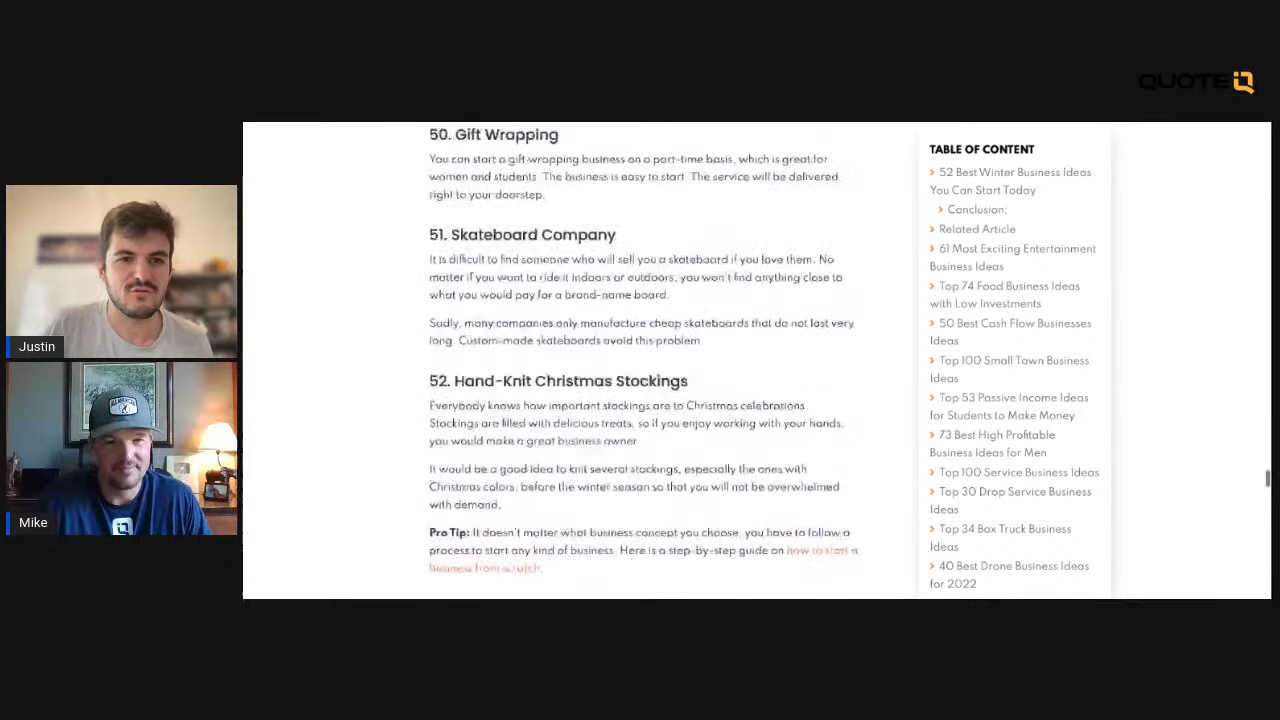 QUOTE IQ
50. Gift Wrapping
You can start a gift wrapping business on a part-time basis, which is great for
women and students. The business is easy to start. The service will be delivered
right to your doorstep.
51. Skateboard Company
It is difficult to find someone who will sell you a skateboard if you love them. No
matter if you want to ride it indoors or outdoors, you won't find anything close to
what you would pay for a brand-name board.
Sadly, many companies only manufacture cheap skateboards that do not last very
long. Custom-made skateboards avoid this problem.
52. Hand-Knit Christmas Stockings
Everybody knows how important stockings are to Christmas celebrations.
Stockings are filled with delicious treats, so if you enjoy working with your hands,
you would make a great business owner.
It would be a good idea to knit several stockings, especially the ones with
Christmas colors, before the winter season so that you will not be overwhelmed
with demand.
Pro Tip: It doesn't matter what business concept you choose, you have to follow a
process to start any kind of business. Here is a step-by-step guide on how to start a
business from scratch.
TABLE OF CONTENT
52 Best Winter Business Ideas
You Can Start Today
Conclusion:
Related Article
61 Most Exciting Entertainment
Business Ideas
Top 74 Food Business Ideas
with Low Investments
50 Best Cash Flow Businesses
Ideas
Top 100 Small Town Business
Ideas
Top 53 Passive Income Ideas
for Students to Make Money
73 Best High Profitable
Business Ideas for Men
Top 100 Service Business Ideas
Top 30 Drop Service Business
Ideas
Top 34 Box Truck Business
Ideas
40 Best Drone Business Ideas
for 2022
Justin
Mike